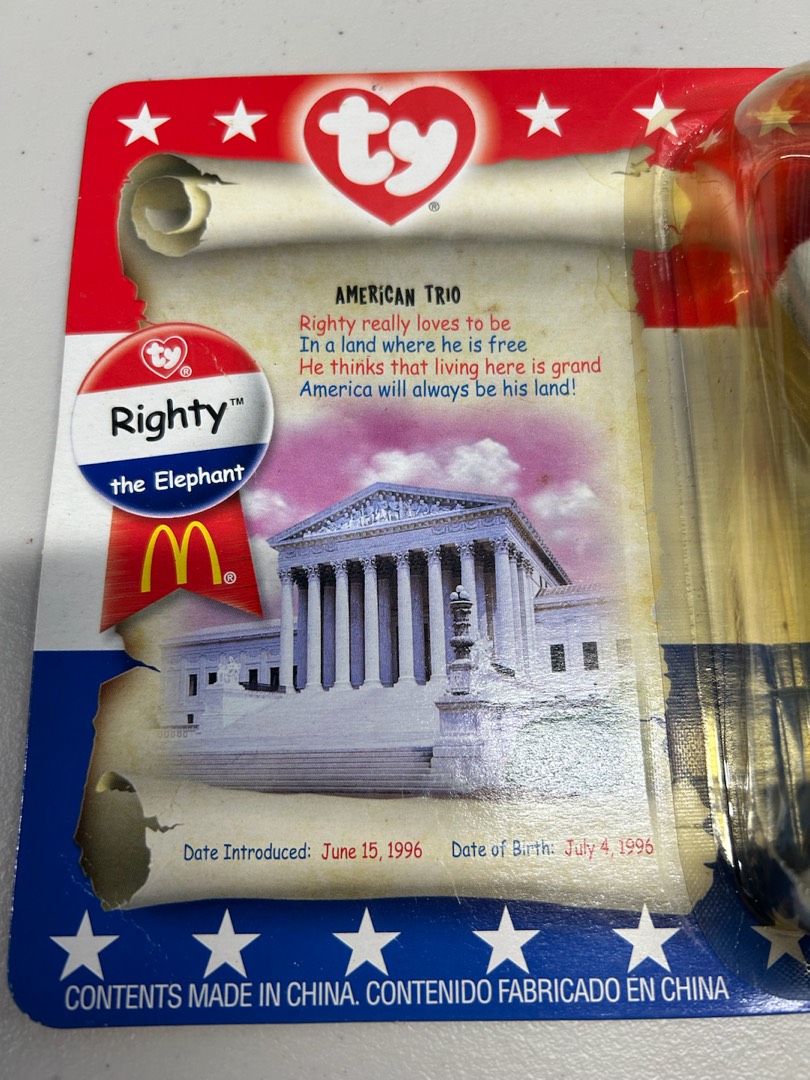 ty
®
AMERiCAN TRIO
Righty really loves to be
In a land where he is free
He thinks that living here is grand
America will always be his land!
ty®
Righty™
the Elephant
M®
Date Introduced: June 15, 1996 Date of Birth: July 4, 1996
CONTENTS MADE IN CHINA. CONTENIDO FABRICADO EN CHINA